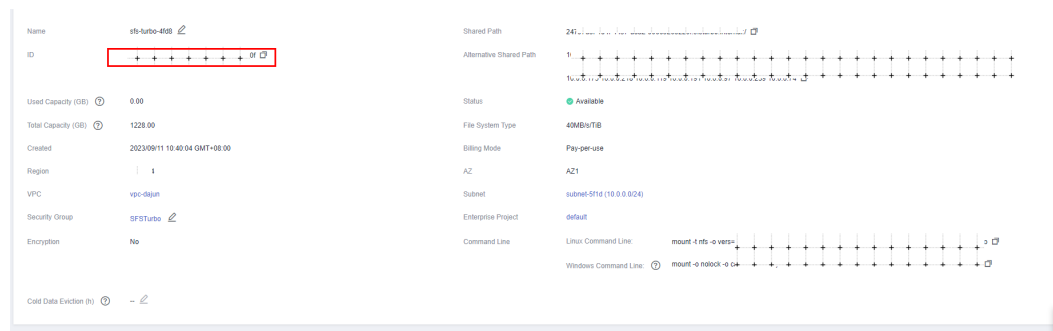 Name sfs-turbo-4fd8
Shared Path
ID 0f
Alternative Shared Path
Used Capacity (GB) ? 0.00
Status Available
Total Capacity (GB) ? 1228.00
File System Type 40MB/s/TiB
Created 2023/09/11 10:40:04 GMT+08:00
Billing Mode Pay-per-use
Region
AZ AZ1
VPC vpc-dajun
Subnet subnet-5f1d (10.0.0.0/24)
Security Group SFSTurbo
Enterprise Project default
Encryption No
Command Line Linux Command Line: mount -t nfs -o vers=
Windows Command Line: ? mount -o nolock -o
Cold Data Eviction (h) ? --